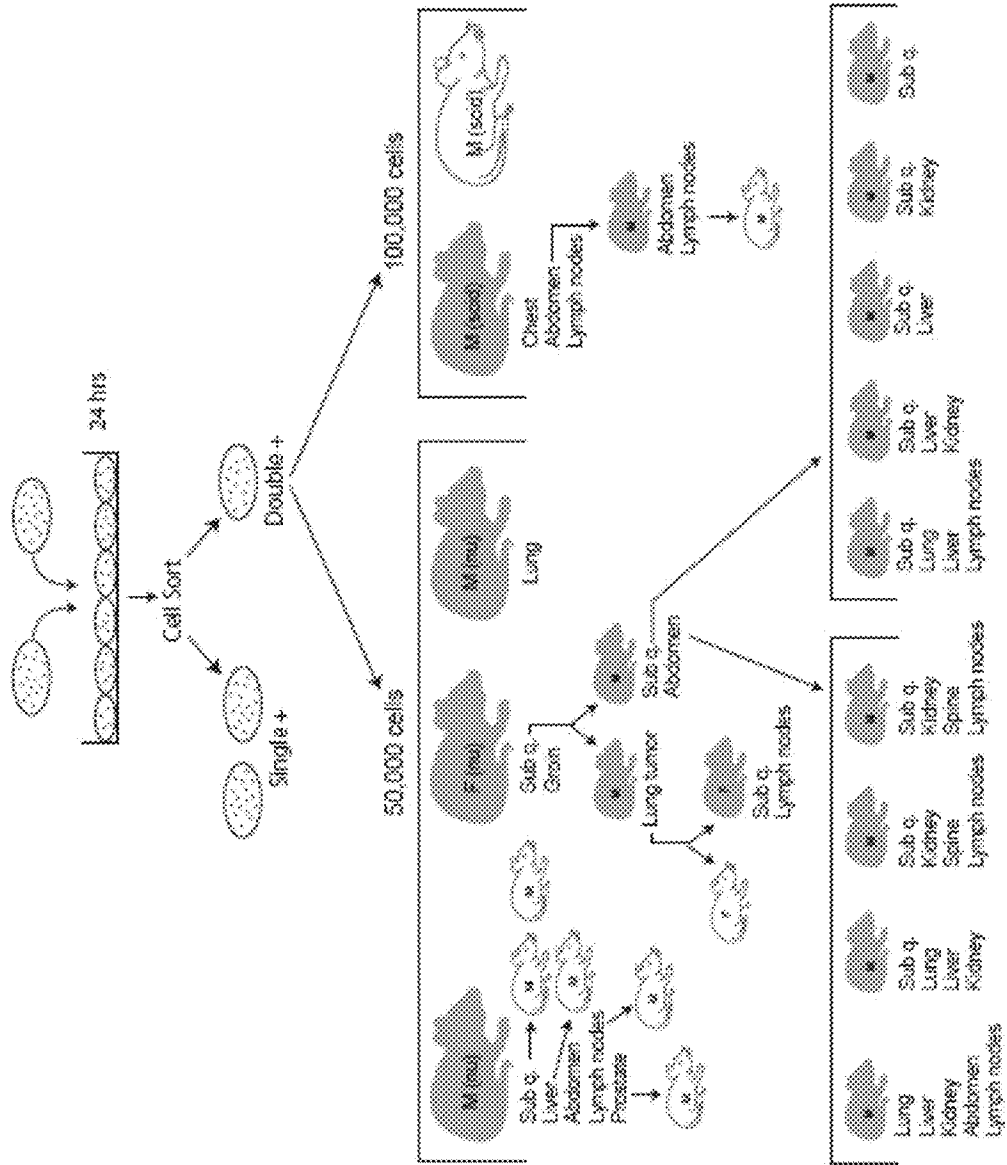 24 hrs
Cell Sort
Single +
Double +
50,000 cells
100,000 cells
M (nu)
F (nu)
M (nu)
M (scid)
M (scid)
Sub q.
Liver
Abdomen
Lymph nodes
Prostate
Sub q.
Groin
Lung
Chest
Abdomen
Lymph nodes
Lung tumor
Sub q.
Abdomen
Abdomen
Lymph nodes
Sub q.
Lymph nodes
Lung
Liver
Kidney
Abdomen
Lymph nodes
Sub q.
Lung
Liver
Kidney
Sub q.
Kidney
Spine
Lymph nodes
Sub q.
Kidney
Spine
Lymph nodes
Sub q.
Lung
Liver
Lymph nodes
Sub q.
Liver
Kidney
Sub q.
Liver
Sub q.
Kidney
Sub q.